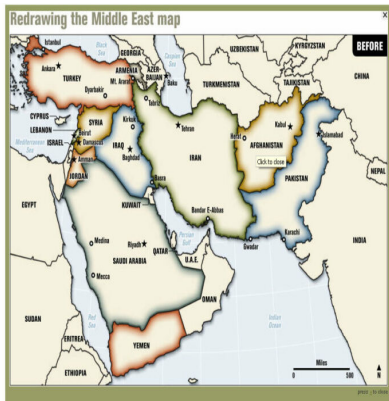 Redrawing the Middle East map
x
BEFORE
Istanbul
Black Sea
GEORGIA
Caspian Sea
UZBEKISTAN
KYRGYZSTAN
Ankara
TURKEY
ARMENIA
Mt. Ararat
AZER-
BAIJAN
Baku
TURKMENISTAN
TAJIKISTAN
CHINA
Diyarbakir
Tabriz
CYPRUS
SYRIA
Kirkuk
Tehran
Herat
Kabul
Islamabad
LEBANON
Beirut
Mediterranean
Sea
ISRAEL
Damascus
IRAQ
Baghdad
IRAN
AFGHANISTAN
Click to close
Amman
JORDAN
Basra
PAKISTAN
NEPAL
EGYPT
KUWAIT
Bandar E-Abbas
Medina
Persian
Gulf
Karachi
Gwadar
INDIA
Riyadh
QATAR
SAUDI ARABIA
U.A.E.
Mecca
OMAN
Red
Sea
Indian
Ocean
SUDAN
YEMEN
ERITREA
ETHIOPIA
Miles
0
500
N